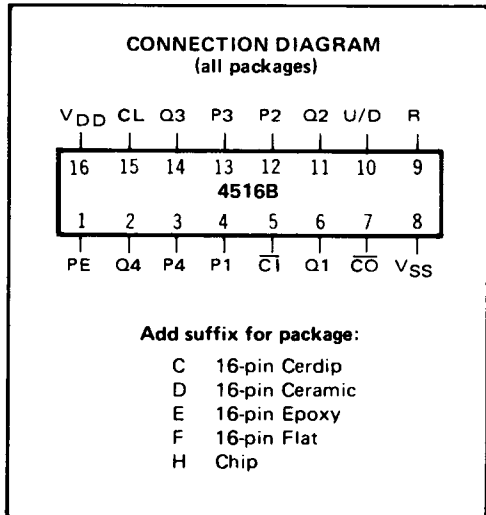 CONNECTION DIAGRAM
(all packages)
VDD CL Q3 P3 P2 Q2 U/D R
16 15 14 13 12 11 10 9
4516B
1 2 3 4 5 6 7 8
PE Q4 P4 P1 C̅I̅ Q1 C̅O̅ VSS
Add suffix for package:
C 16-pin Cerdip
D 16-pin Ceramic
E 16-pin Epoxy
F 16-pin Flat
H Chip